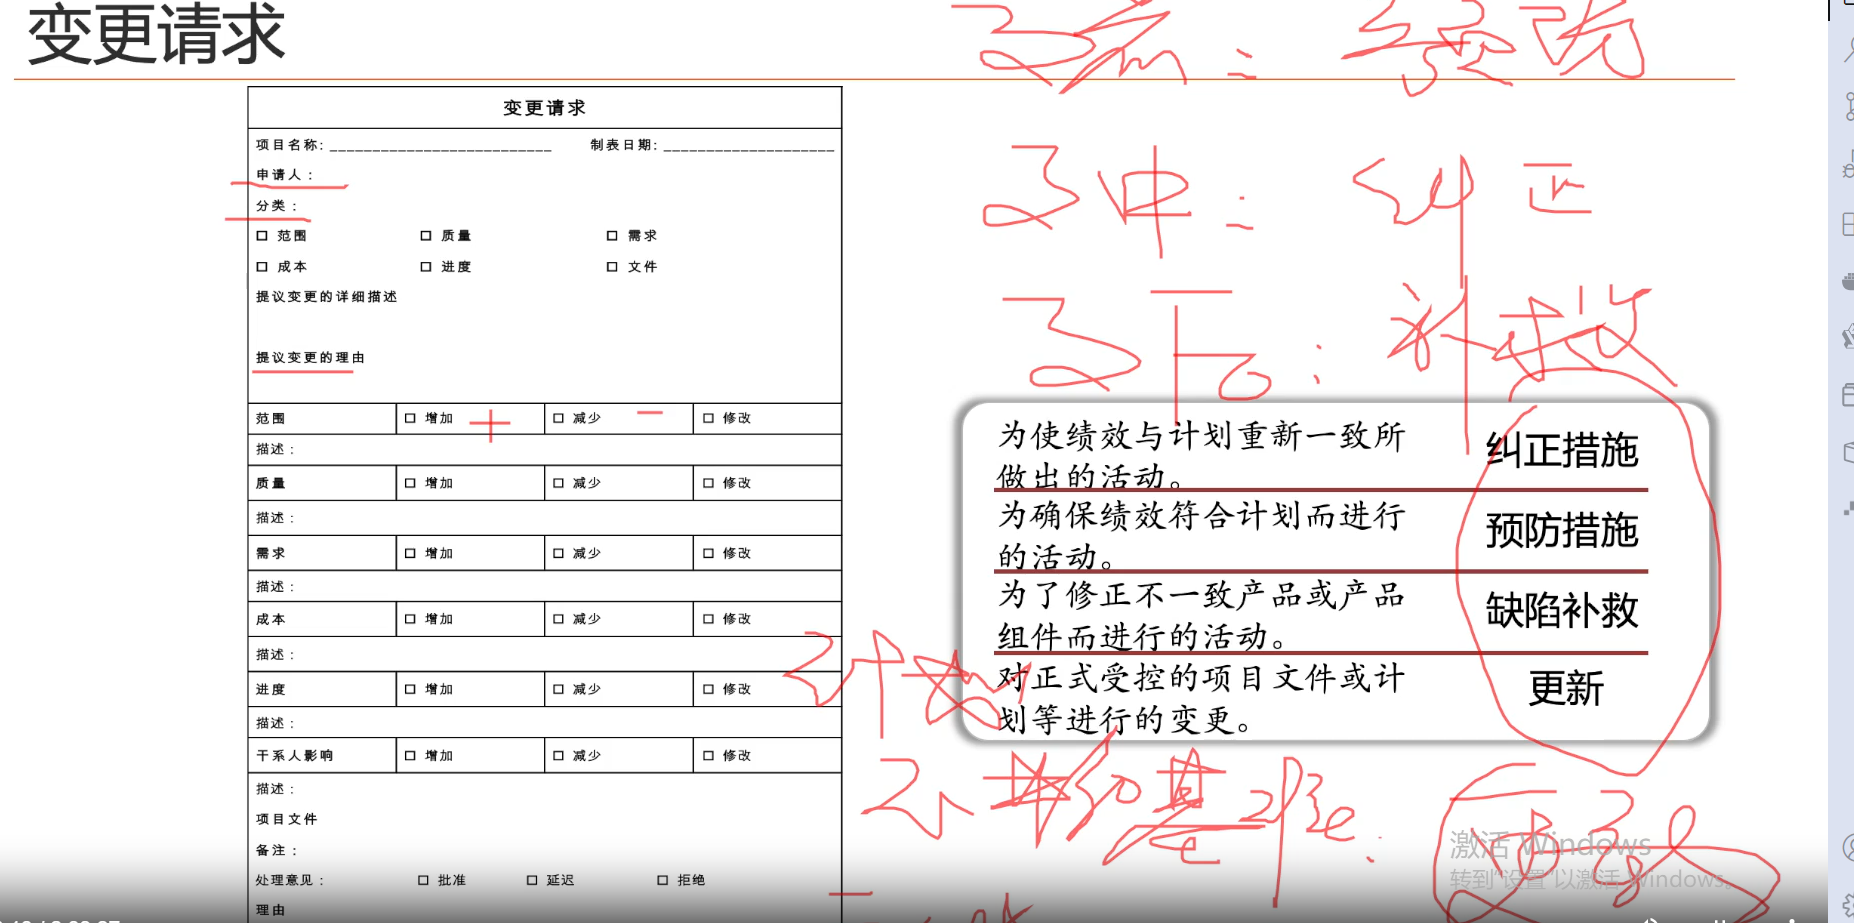 变更请求
变更请求
项目名称: __________________________ 制表日期: ____________________
申请人:
分类:
□ 范围 □ 质量 □ 需求
□ 成本 □ 进度 □ 文件
提议变更的详细描述
提议变更的理由
范围 □ 增加 + □ 减少 — □ 修改
描述:
质量 □ 增加 □ 减少 □ 修改
描述:
需求 □ 增加 □ 减少 □ 修改
描述:
成本 □ 增加 □ 减少 □ 修改
描述:
进度 □ 增加 □ 减少 □ 修改
描述:
干系人影响 □ 增加 □ 减少 □ 修改
描述:
项目文件
备注:
处理意见: □ 批准 □ 延迟 □ 拒绝
理由
3中: 纠正
3后: 补救
为使绩效与计划重新一致所
做出的活动。
纠正措施
为确保绩效符合计划而进行
的活动。
预防措施
为了修正不一致产品或产品
组件而进行的活动。
缺陷补救
对正式受控的项目文件或计
划等进行的变更。
更新
激活 Windows
转到"设置"以激活 Windows。